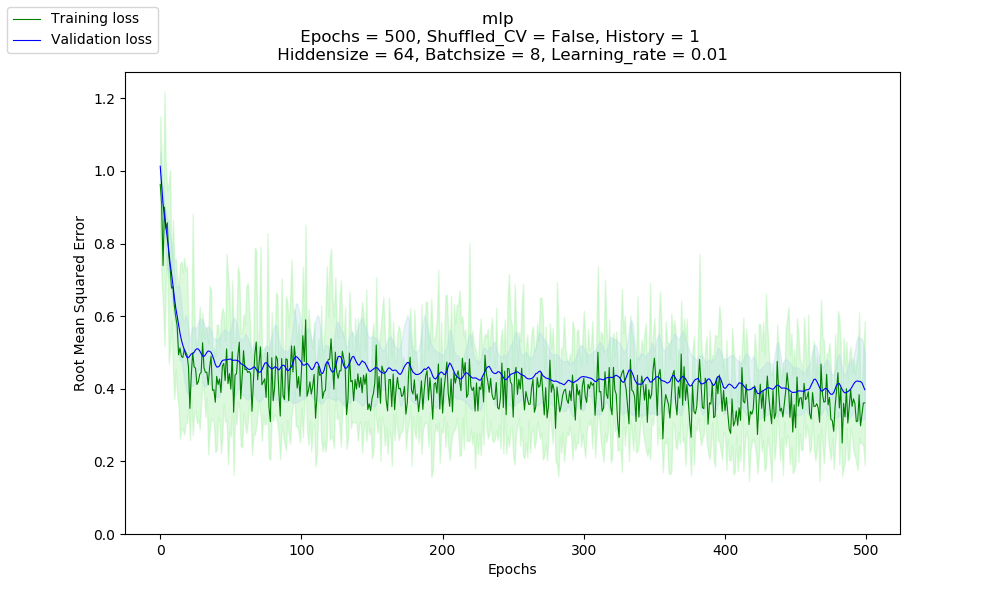 Training loss
Validation loss
mlp
Epochs = 500, Shuffled_CV = False, History = 1
Hiddensize = 64, Batchsize = 8, Learning_rate = 0.01
Root Mean Squared Error
1.2
1.0
0.8
0.6
0.4
0.2
0.0
0 100 200 300 400 500
Epochs